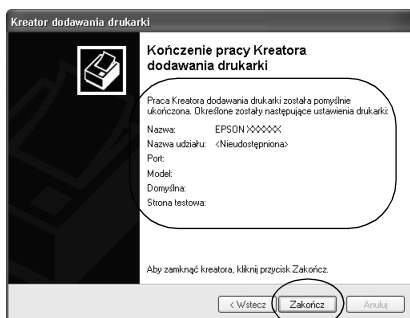 Kreator dodawania drukarki
Kończenie pracy Kreatora
dodawania drukarki
Praca Kreatora dodawania drukarki została pomyślnie
ukończona. Określone zostały następujące ustawienia drukarki:
Nazwa: EPSON XXXXXX
Nazwa udziału: <Nieudostępniona>
Port:
Model:
Domyślna:
Strona testowa:
Aby zamknąć kreatora, kliknij przycisk Zakończ.
< Wstecz Zakończ Anuluj